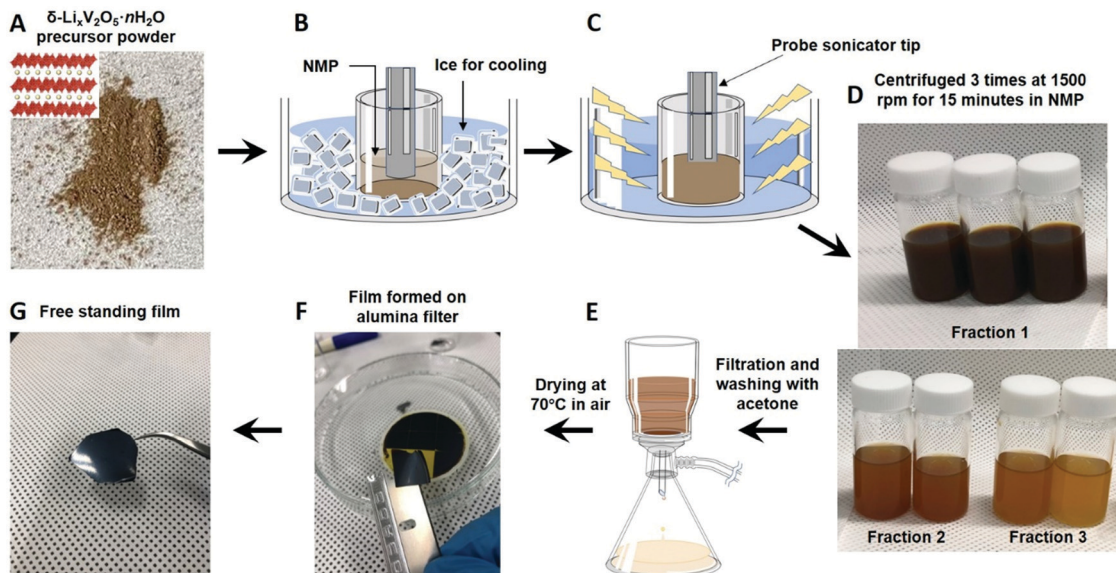 A
δ-LiₓV₂O₅·nH₂O
precursor powder
B
NMP
Ice for cooling
C
Probe sonicator tip
D
Centrifuged 3 times at 1500
rpm for 15 minutes in NMP
Fraction 1
Fraction 2
Fraction 3
E
Filtration and
washing with
acetone
Drying at
70°C in air
F
Film formed on
alumina filter
G
Free standing film